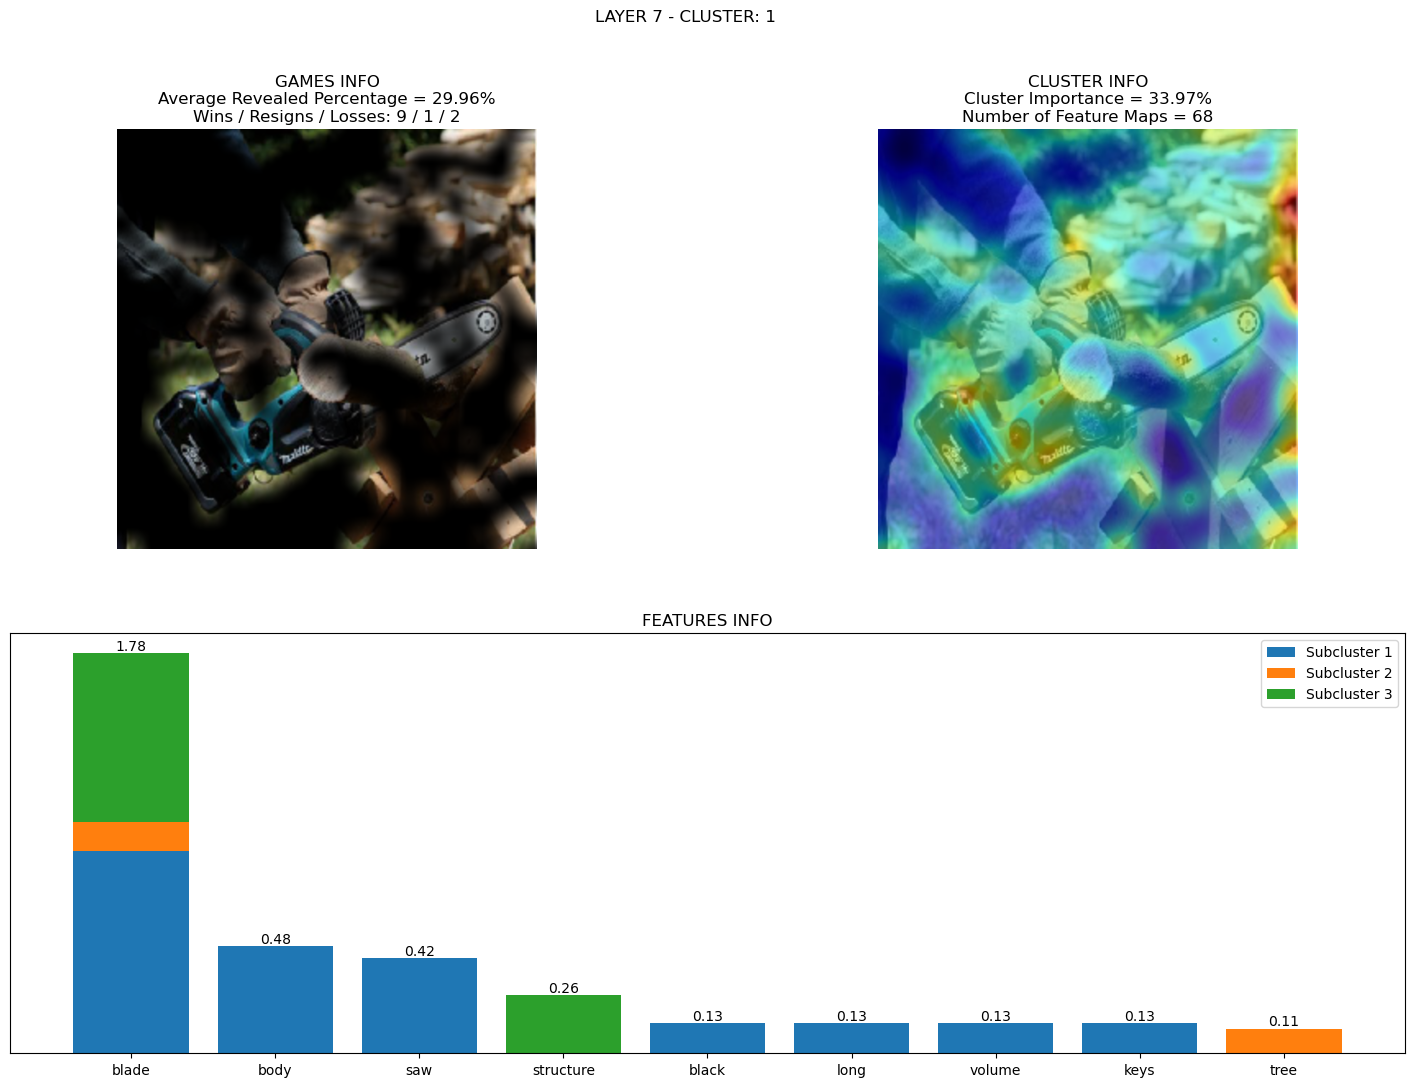 LAYER 7 - CLUSTER: 1
GAMES INFO
Average Revealed Percentage = 29.96%
Wins / Resigns / Losses: 9 / 1 / 2
CLUSTER INFO
Cluster Importance = 33.97%
Number of Feature Maps = 68
FEATURES INFO
Subcluster 1
Subcluster 2
Subcluster 3
1.78
0.48
0.42
0.26
0.13
0.13
0.13
0.13
0.11
blade
body
saw
structure
black
long
volume
keys
tree